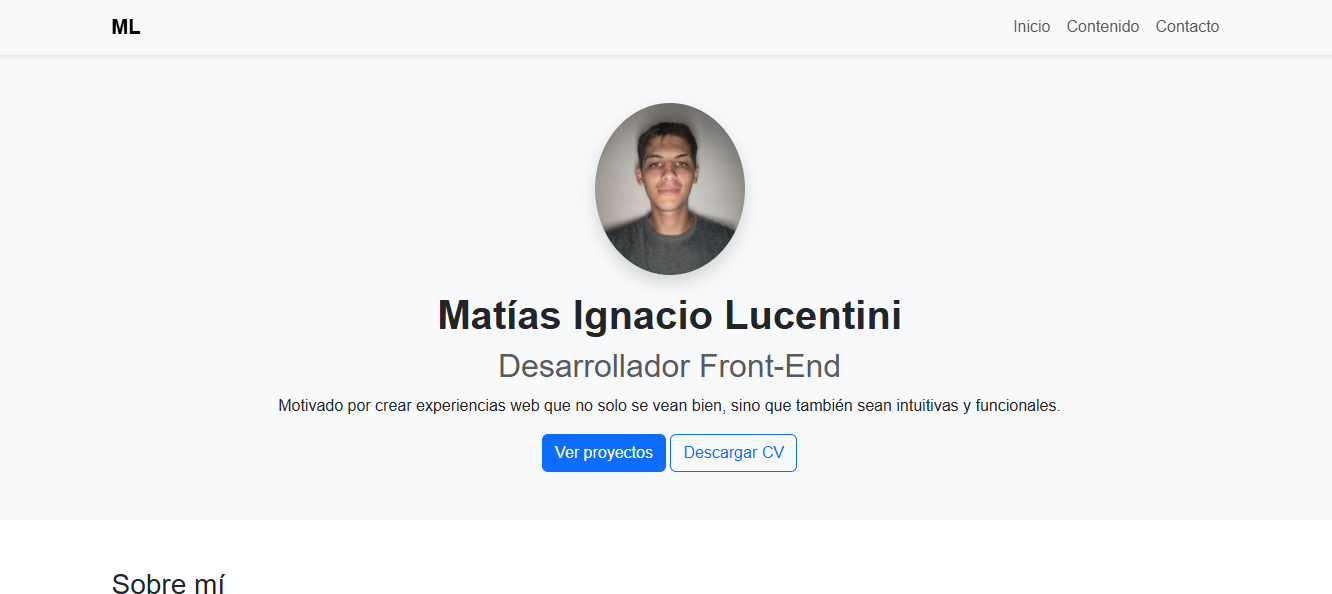 ML
Inicio Contenido Contacto
Matías Ignacio Lucentini
Desarrollador Front-End
Motivado por crear experiencias web que no solo se vean bien, sino que también sean intuitivas y funcionales.
Ver proyectos Descargar CV
Sobre mí